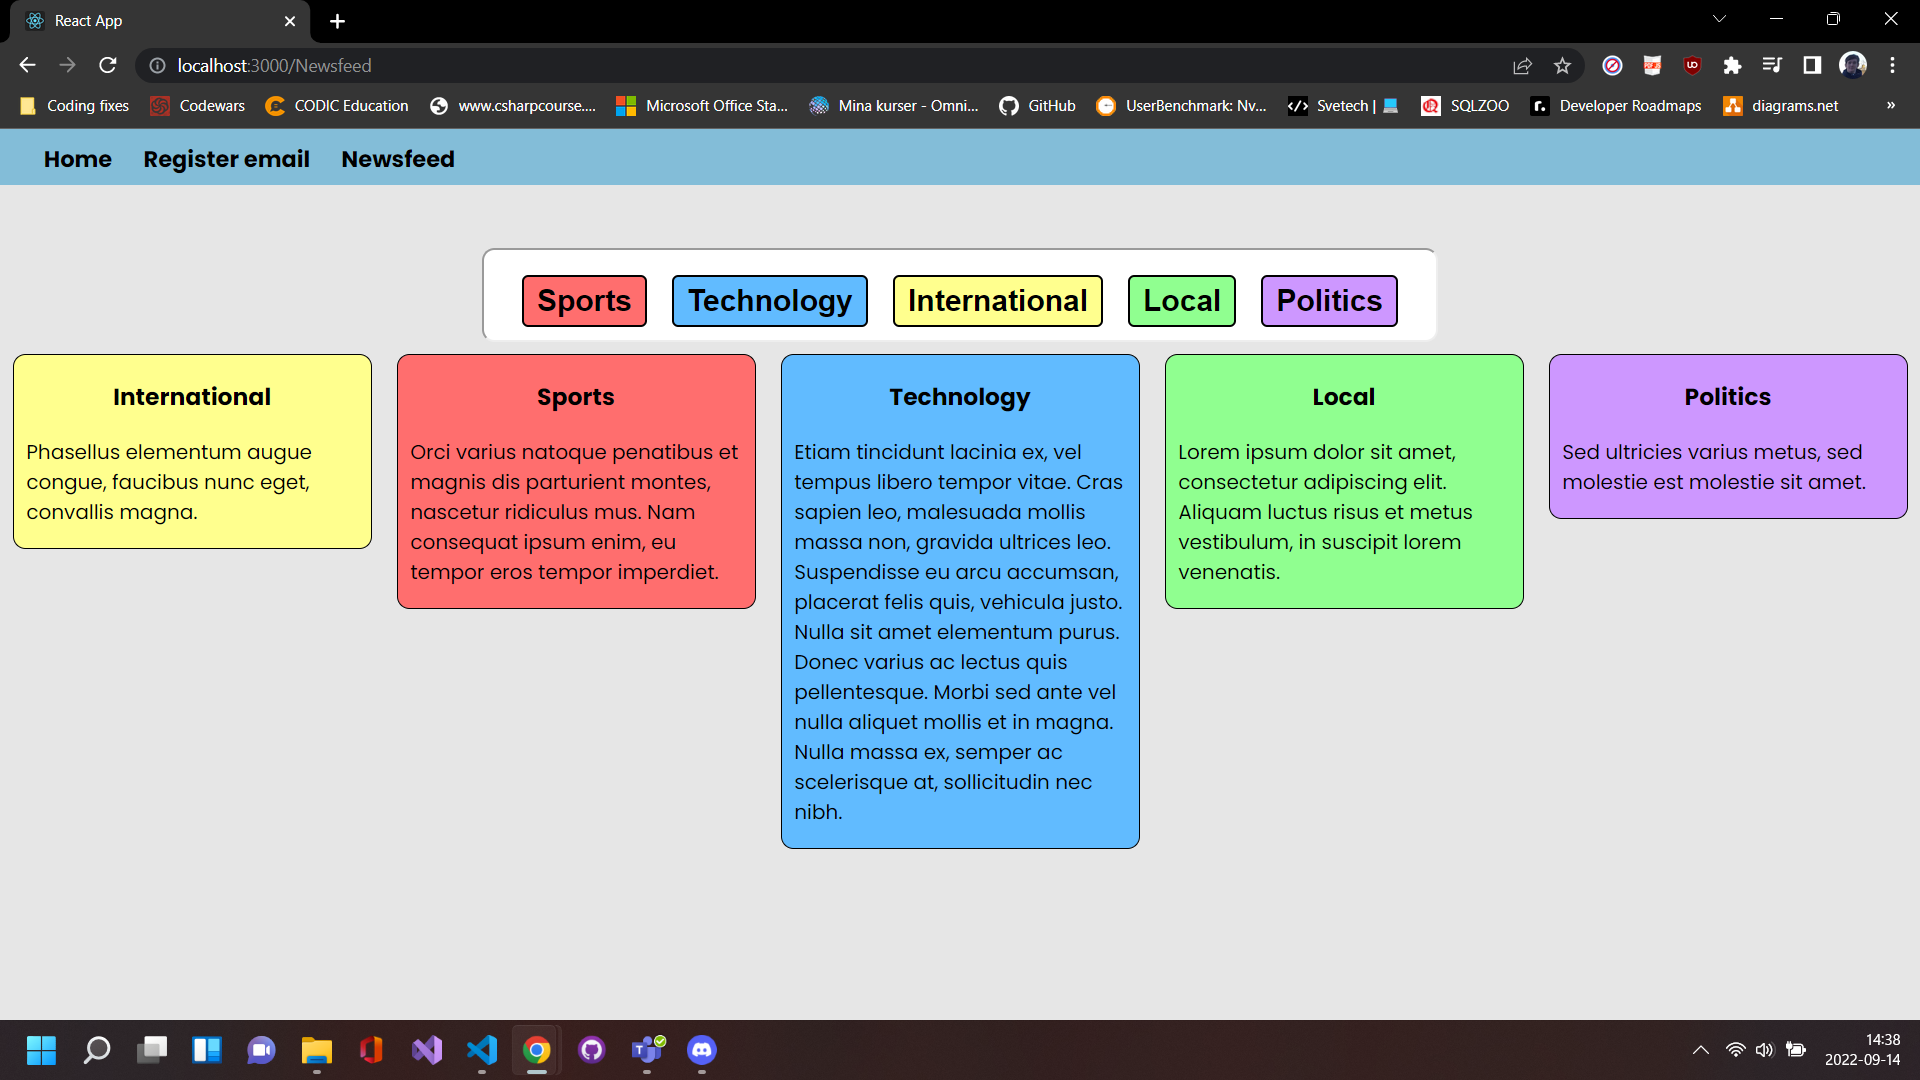 React App
localhost:3000/Newsfeed
Coding fixes Codewars CODIC Education www.csharpcourse.... Microsoft Office Sta... Mina kurser - Omni... GitHub UserBenchmark: Nv... Svetech | SQLZOO Developer Roadmaps diagrams.net »
Home Register email Newsfeed
Sports Technology International Local Politics
International
Phasellus elementum augue
congue, faucibus nunc eget,
convallis magna.
Sports
Orci varius natoque penatibus et
magnis dis parturient montes,
nascetur ridiculus mus. Nam
consequat ipsum enim, eu
tempor eros tempor imperdiet.
Technology
Etiam tincidunt lacinia ex, vel
tempus libero tempor vitae. Cras
sapien leo, malesuada mollis
massa non, gravida ultrices leo.
Suspendisse eu arcu accumsan,
placerat felis quis, vehicula justo.
Nulla sit amet elementum purus.
Donec varius ac lectus quis
pellentesque. Morbi sed ante vel
nulla aliquet mollis et in magna.
Nulla massa ex, semper ac
scelerisque at, sollicitudin nec
nibh.
Local
Lorem ipsum dolor sit amet,
consectetur adipiscing elit.
Aliquam luctus risus et metus
vestibulum, in suscipit lorem
venenatis.
Politics
Sed ultricies varius metus, sed
molestie est molestie sit amet.
14:38
2022-09-14